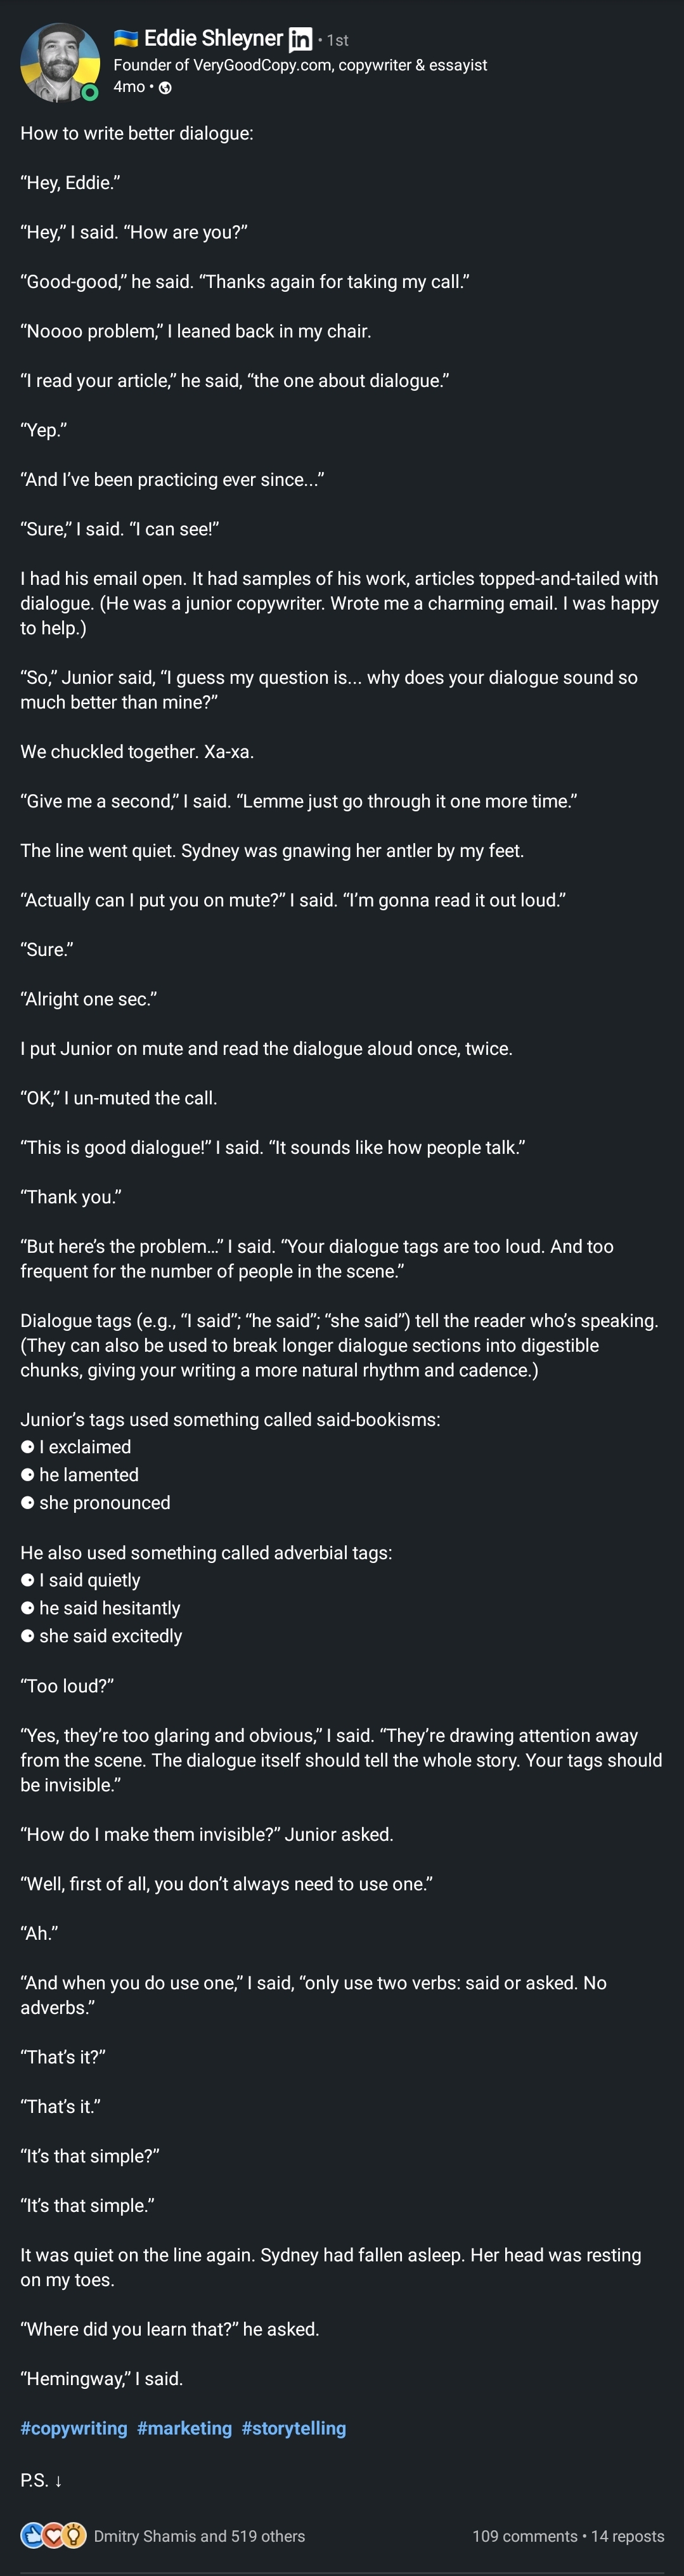 🇺🇦 Eddie Shleyner in • 1st
Founder of VeryGoodCopy.com, copywriter & essayist
4mo •
How to write better dialogue:
“Hey, Eddie.”
“Hey,” I said. “How are you?”
“Good-good,” he said. “Thanks again for taking my call.”
“Noooo problem,” I leaned back in my chair.
“I read your article,” he said, “the one about dialogue.”
“Yep.”
“And I’ve been practicing ever since...”
“Sure,” I said. “I can see!”
I had his email open. It had samples of his work, articles topped-and-tailed with
dialogue. (He was a junior copywriter. Wrote me a charming email. I was happy
to help.)
“So,” Junior said, “I guess my question is... why does your dialogue sound so
much better than mine?”
We chuckled together. Xa-xa.
“Give me a second,” I said. “Lemme just go through it one more time.”
The line went quiet. Sydney was gnawing her antler by my feet.
“Actually can I put you on mute?” I said. “I’m gonna read it out loud.”
“Sure.”
“Alright one sec.”
I put Junior on mute and read the dialogue aloud once, twice.
“OK,” I un-muted the call.
“This is good dialogue!” I said. “It sounds like how people talk.”
“Thank you.”
“But here’s the problem…” I said. “Your dialogue tags are too loud. And too
frequent for the number of people in the scene.”
Dialogue tags (e.g., “I said”; “he said”; “she said”) tell the reader who’s speaking.
(They can also be used to break longer dialogue sections into digestible
chunks, giving your writing a more natural rhythm and cadence.)
Junior’s tags used something called said-bookisms:
⚈ I exclaimed
⚈ he lamented
⚈ she pronounced
He also used something called adverbial tags:
⚈ I said quietly
⚈ he said hesitantly
⚈ she said excitedly
“Too loud?”
“Yes, they’re too glaring and obvious,” I said. “They’re drawing attention away
from the scene. The dialogue itself should tell the whole story. Your tags should
be invisible.”
“How do I make them invisible?” Junior asked.
“Well, first of all, you don’t always need to use one.”
“Ah.”
“And when you do use one,” I said, “only use two verbs: said or asked. No
adverbs.”
“That’s it?”
“That’s it.”
“It’s that simple?”
“It’s that simple.”
It was quiet on the line again. Sydney had fallen asleep. Her head was resting
on my toes.
“Where did you learn that?” he asked.
“Hemingway,” I said.
#copywriting #marketing #storytelling
P.S. ↓
Dmitry Shamis and 519 others 109 comments • 14 reposts